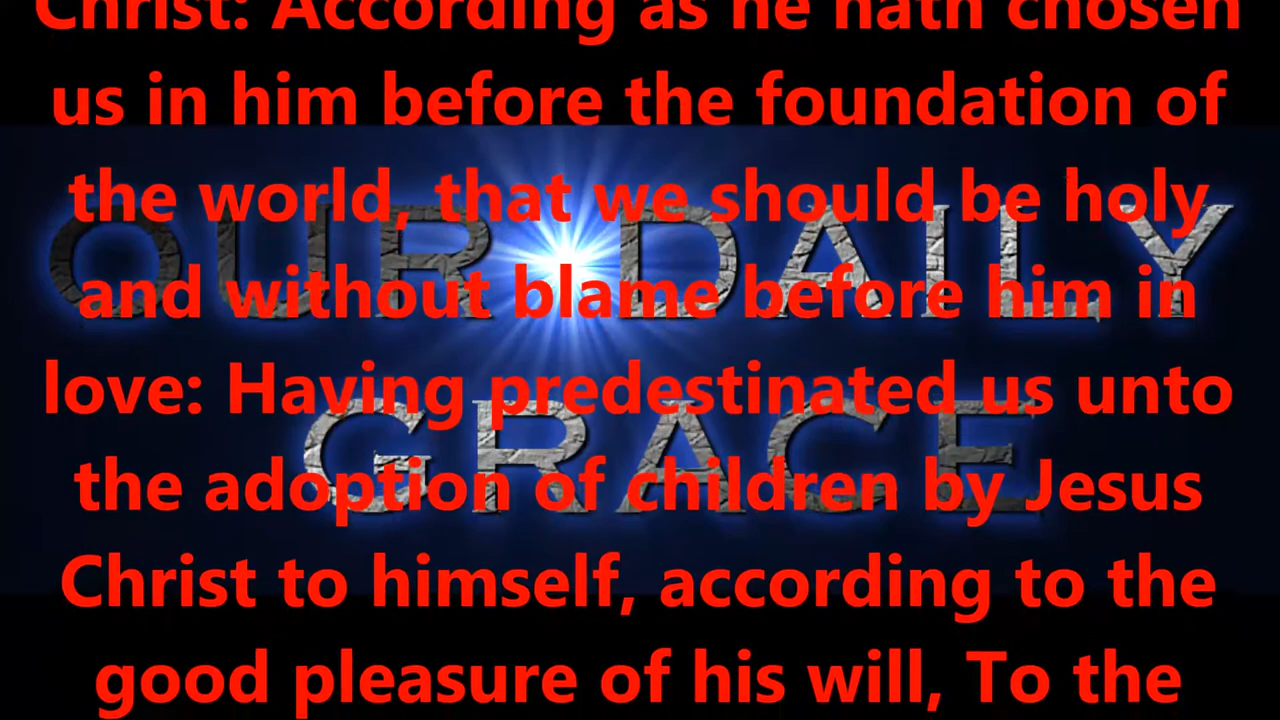 Christ: According as he hath chosen
us in him before the foundation of
the world, that we should be holy
and without blame before him in
love: Having predestinated us unto
the adoption of children by Jesus
Christ to himself, according to the
good pleasure of his will, To the
OUR DAILY
GRACE